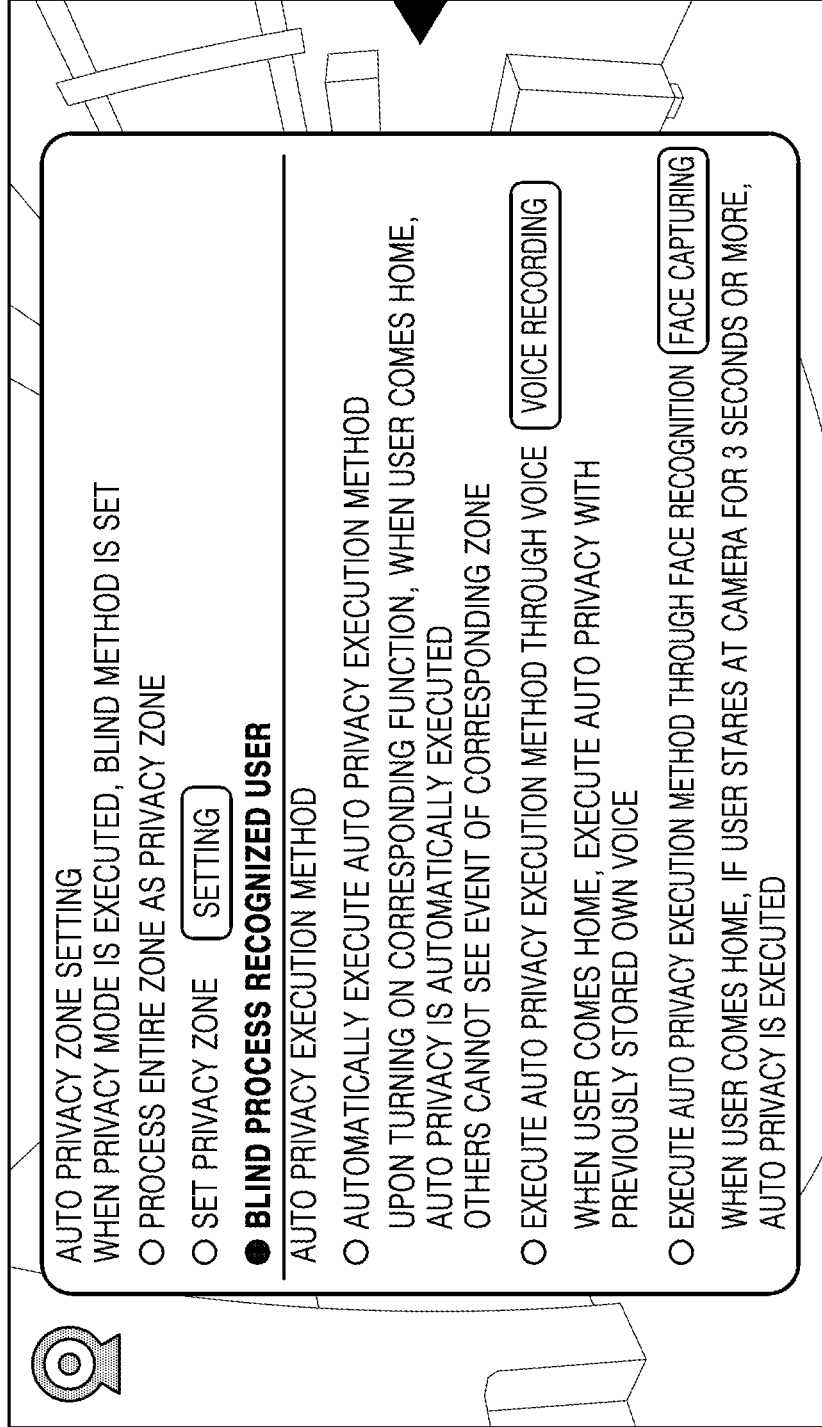 AUTO PRIVACY ZONE SETTING
WHEN PRIVACY MODE IS EXECUTED, BLIND METHOD IS SET
PROCESS ENTIRE ZONE AS PRIVACY ZONE
SET PRIVACY ZONE SETTING
BLIND PROCESS RECOGNIZED USER
AUTO PRIVACY EXECUTION METHOD
AUTOMATICALLY EXECUTE AUTO PRIVACY EXECUTION METHOD
UPON TURNING ON CORRESPONDING FUNCTION, WHEN USER COMES HOME,
AUTO PRIVACY IS AUTOMATICALLY EXECUTED
OTHERS CANNOT SEE EVENT OF CORRESPONDING ZONE
EXECUTE AUTO PRIVACY EXECUTION METHOD THROUGH VOICE VOICE RECORDING
WHEN USER COMES HOME, EXECUTE AUTO PRIVACY WITH
PREVIOUSLY STORED OWN VOICE
EXECUTE AUTO PRIVACY EXECUTION METHOD THROUGH FACE RECOGNITION FACE CAPTURING
WHEN USER COMES HOME, IF USER STARES AT CAMERA FOR 3 SECONDS OR MORE,
AUTO PRIVACY IS EXECUTED